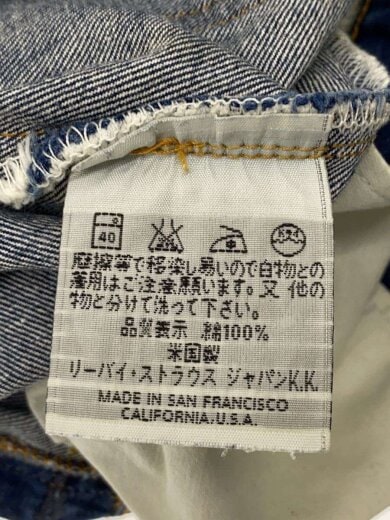 40 ドライ
摩擦等で移染し易いので白物との
着用はご注意願います。又 他の
物と分けて洗って下さい。
品質表示 綿100%
米国製
リーバイ・ストラウス ジャパンK.K.
MADE IN SAN FRANCISCO
CALIFORNIA.U.S.A.